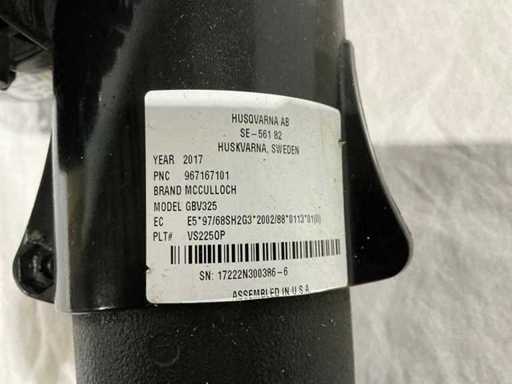 HUSQVARNA AB
SE-561 82
HUSKVARNA, SWEDEN
YEAR 2017
PNC 967167101
BRAND MCCULLOCH
MODEL GBV325
EC E5*97/68SH2G3*2002/88*0113*01(0)
PLT# VS2250P
SN: 17222N300386-6
ASSEMBLED IN U.S.A